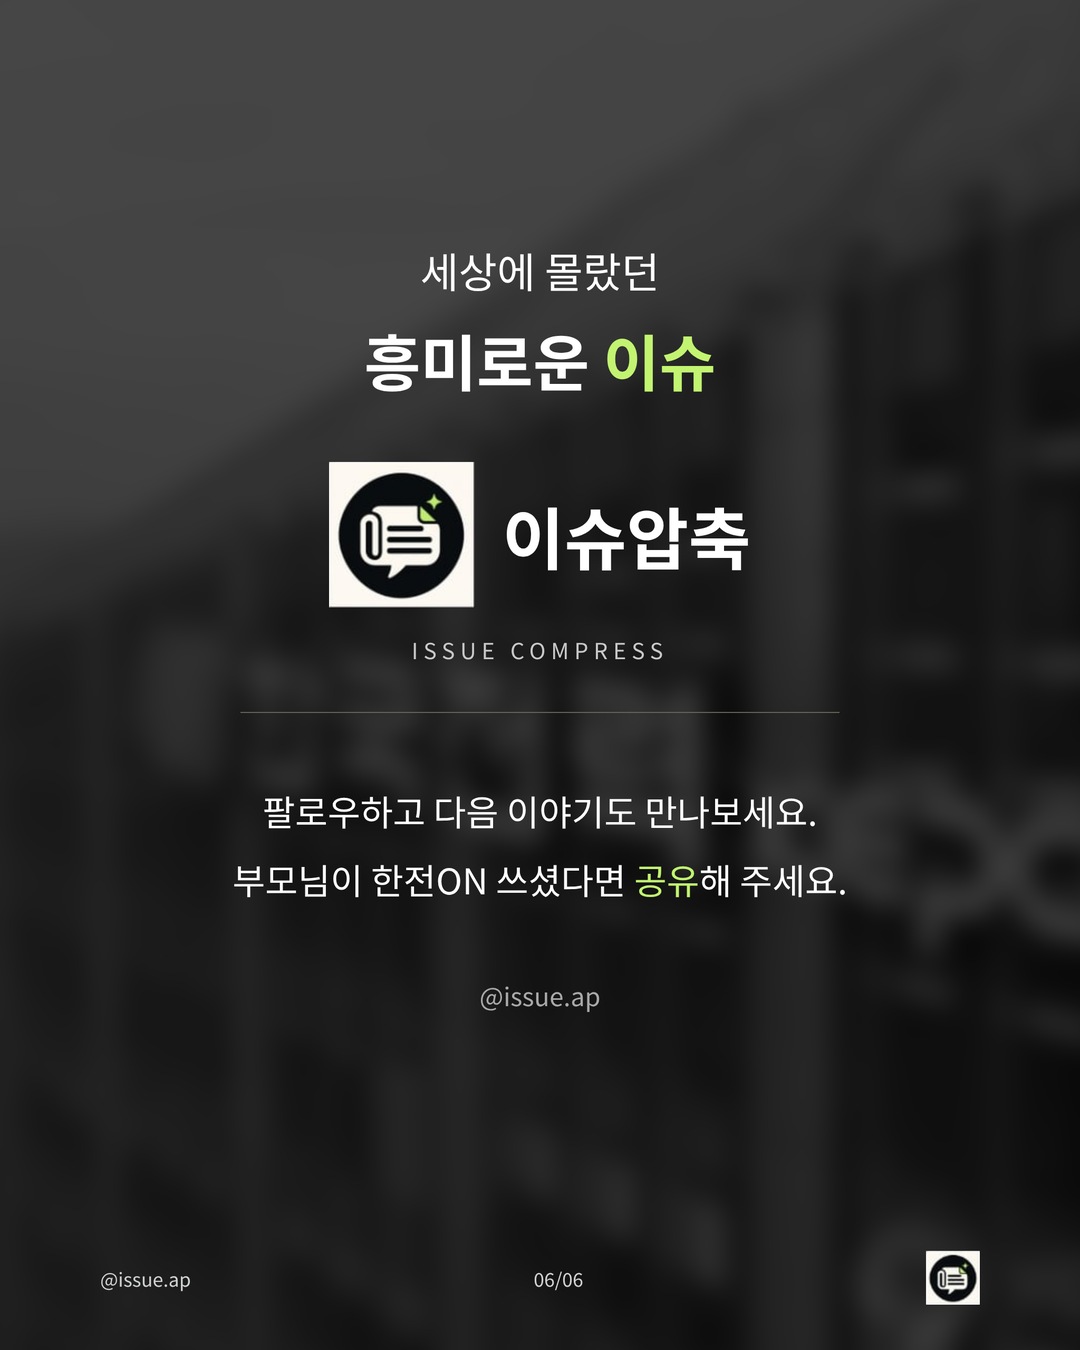 세상에 몰랐던
흥미로운 이슈
이슈압축
ISSUE COMPRESS
팔로우하고 다음 이야기도 만나보세요.
부모님이 한전ON 쓰셨다면 공유해 주세요.
@issue.ap
@issue.ap
06/06